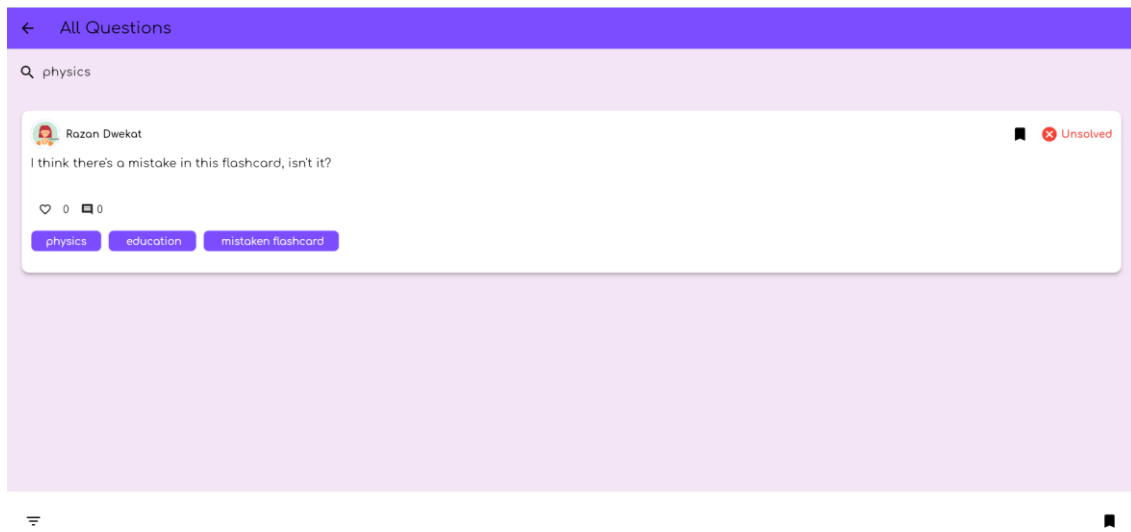 All Questions
physics
Razan Dwekat
Unsolved
I think there's a mistake in this flashcard, isn't it?
0 0
physics education mistaken flashcard